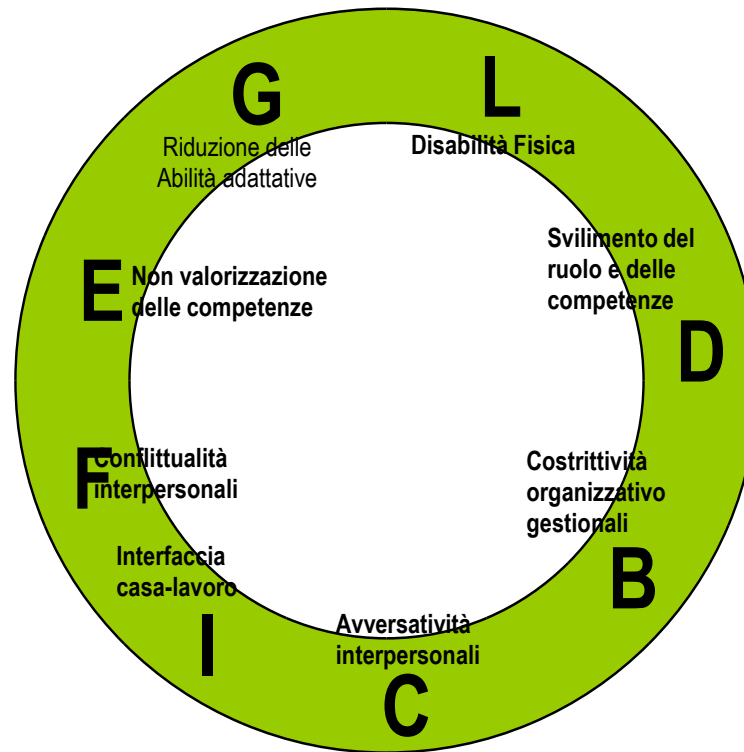 G
L
Riduzione delle
Abilità adattative
Disabilità Fisica
Svilimento del
ruolo e delle
competenze
E
Non valorizzazione
delle competenze
D
F
Conflittualità
interpersonali
Costrittività
organizzativo
gestionali
B
Interfaccia
casa-lavoro
I
Avversatività
interpersonali
C